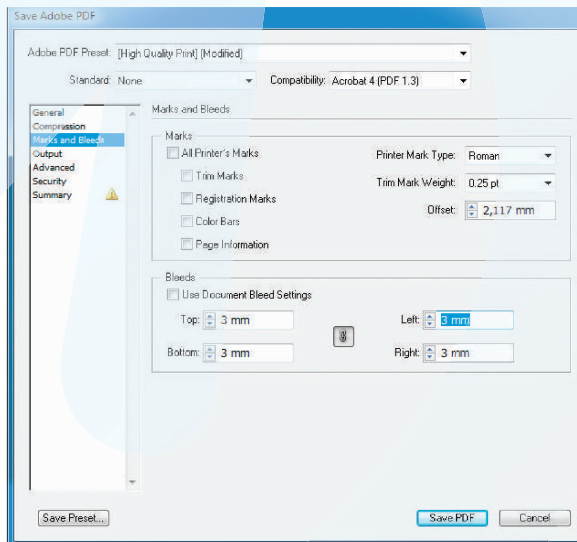 Save Adobe PDF
Adobe PDF Preset: [High Quality Print] (Modified)
Standard: None Compatibility: Acrobat 4 (PDF 1.3)
General
Compression
Marks and Bleeds
Output
Advanced
Security
Summary
Marks and Bleeds
Marks
All Printer's Marks
Trim Marks
Registration Marks
Color Bars
Page Information
Printer Mark Type: Roman
Trim Mark Weight: 0.25 pt
Offset: 2,117 mm
Bleeds
Use Document Bleed Settings
Top: 3 mm Left: 3 mm
Bottom: 3 mm Right: 3 mm
Save Preset... Save PDF Cancel